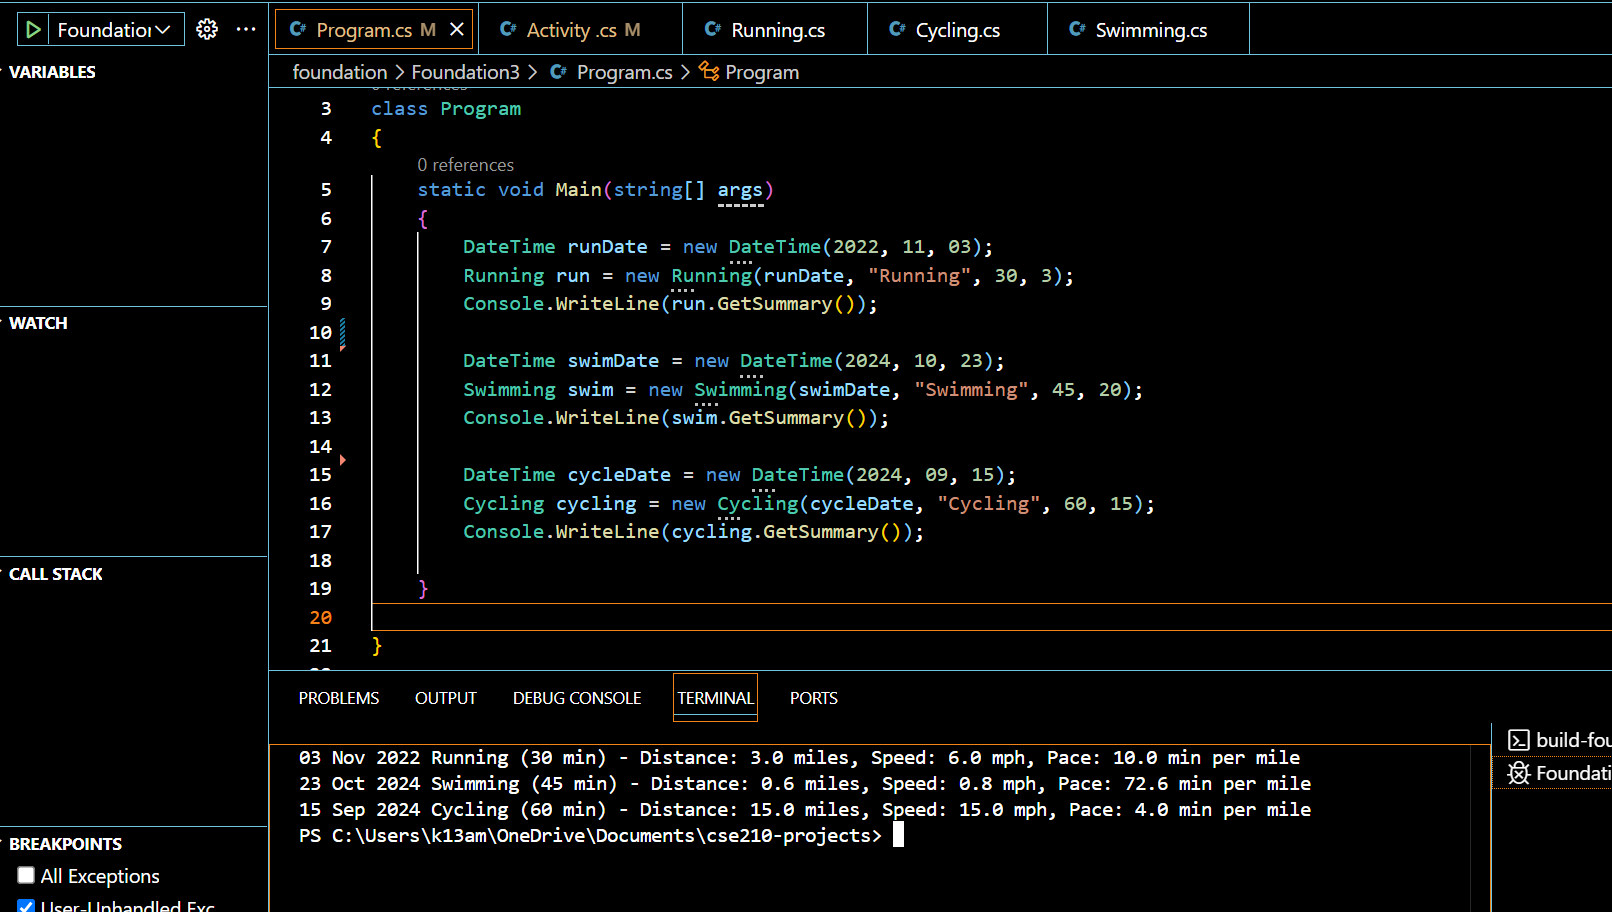 Foundation
Program.cs M
Activity .cs M
Running.cs
Cycling.cs
Swimming.cs
foundation > Foundation3 > Program.cs > Program
VARIABLES
WATCH
CALL STACK
BREAKPOINTS
All Exceptions
User-Unhandled Exc
0 references
3 class Program
4 {
0 references
5 static void Main(string[] args)
6 {
7 DateTime runDate = new DateTime(2022, 11, 03);
8 Running run = new Running(runDate, "Running", 30, 3);
9 Console.WriteLine(run.GetSummary());
10
11 DateTime swimDate = new DateTime(2024, 10, 23);
12 Swimming swim = new Swimming(swimDate, "Swimming", 45, 20);
13 Console.WriteLine(swim.GetSummary());
14
15 DateTime cycleDate = new DateTime(2024, 09, 15);
16 Cycling cycling = new Cycling(cycleDate, "Cycling", 60, 15);
17 Console.WriteLine(cycling.GetSummary());
18
19 }
20
21 }
PROBLEMS OUTPUT DEBUG CONSOLE TERMINAL PORTS
03 Nov 2022 Running (30 min) - Distance: 3.0 miles, Speed: 6.0 mph, Pace: 10.0 min per mile
23 Oct 2024 Swimming (45 min) - Distance: 0.6 miles, Speed: 0.8 mph, Pace: 72.6 min per mile
15 Sep 2024 Cycling (60 min) - Distance: 15.0 miles, Speed: 15.0 mph, Pace: 4.0 min per mile
PS C:\Users\k13am\OneDrive\Documents\cse210-projects>
build-fou
Foundati